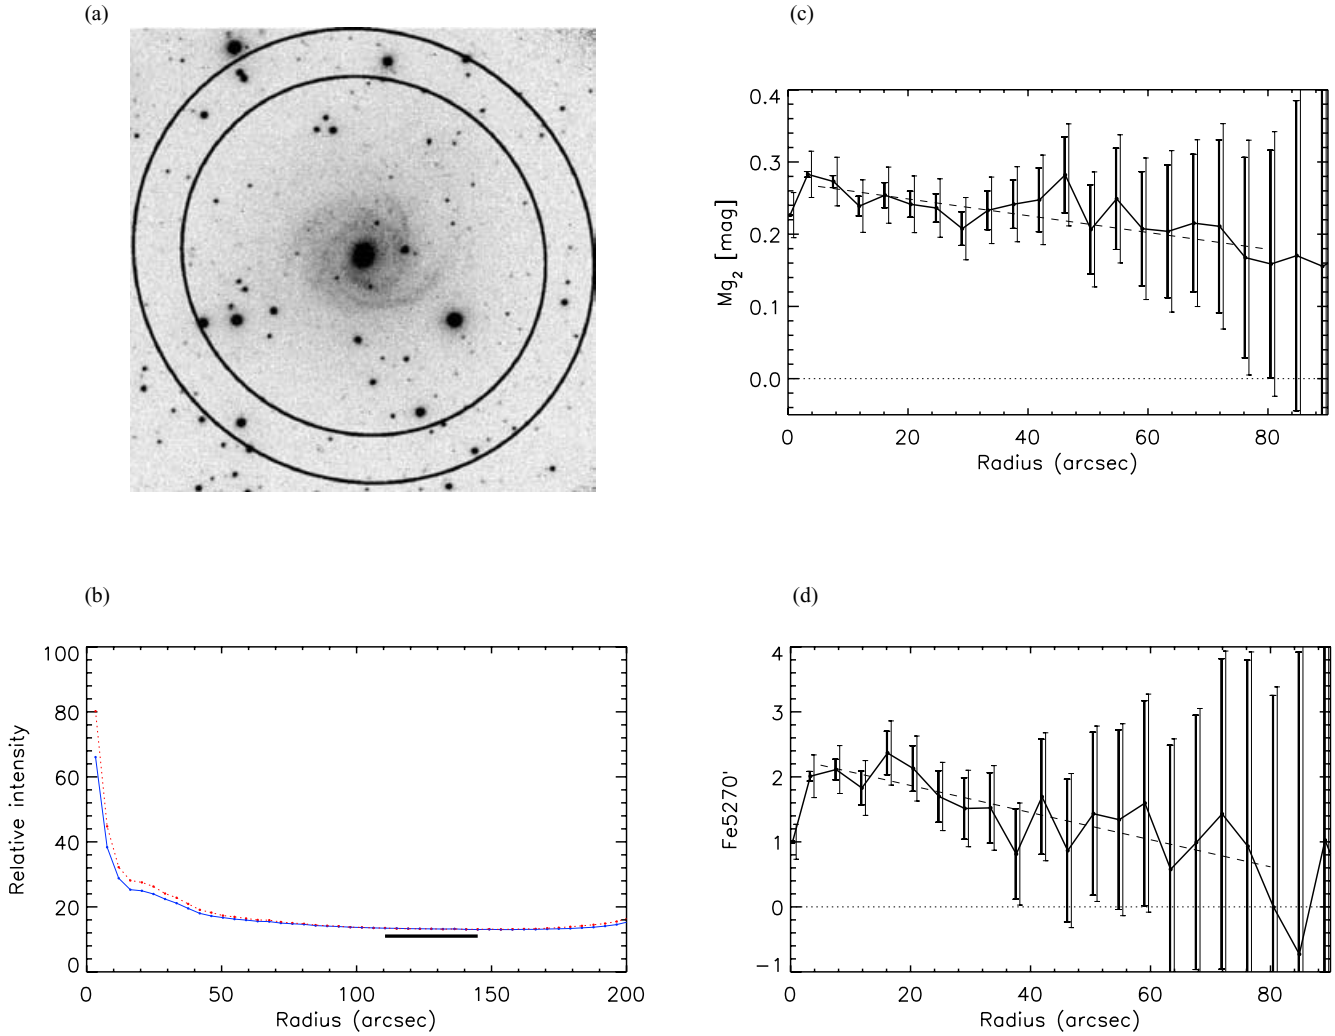 (a)
(c)
0.4
0.3
0.2
0.1
0.0
Mg2 [mag]
0 20 40 60 80
Radius (arcsec)
(b)
(d)
100
80
60
40
20
0
Relative intensity
0 50 100 150 200
Radius (arcsec)
4
3
2
1
0
-1
Fe5270'
0 20 40 60 80
Radius (arcsec)